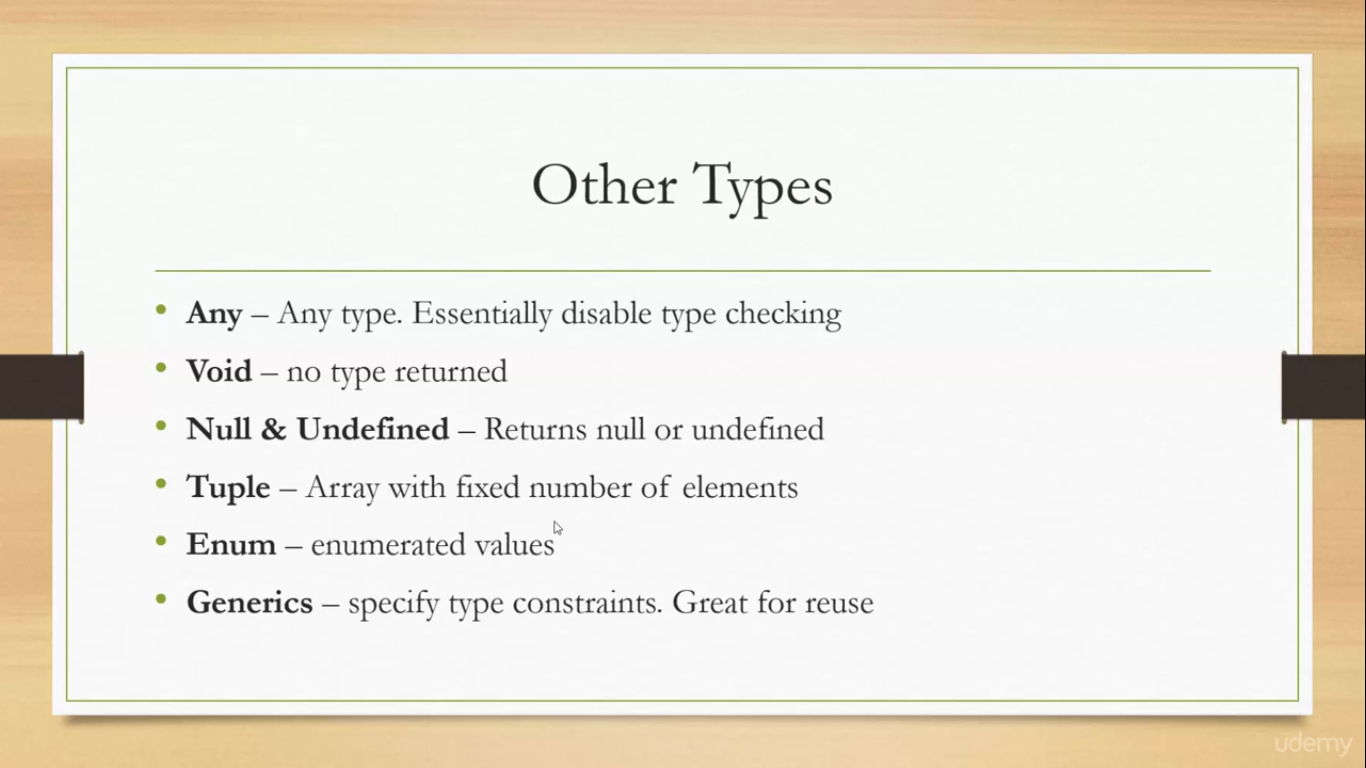 Other Types
• Any – Any type. Essentially disable type checking
• Void – no type returned
• Null & Undefined – Returns null or undefined
• Tuple – Array with fixed number of elements
• Enum – enumerated values
• Generics – specify type constraints. Great for reuse
udemy